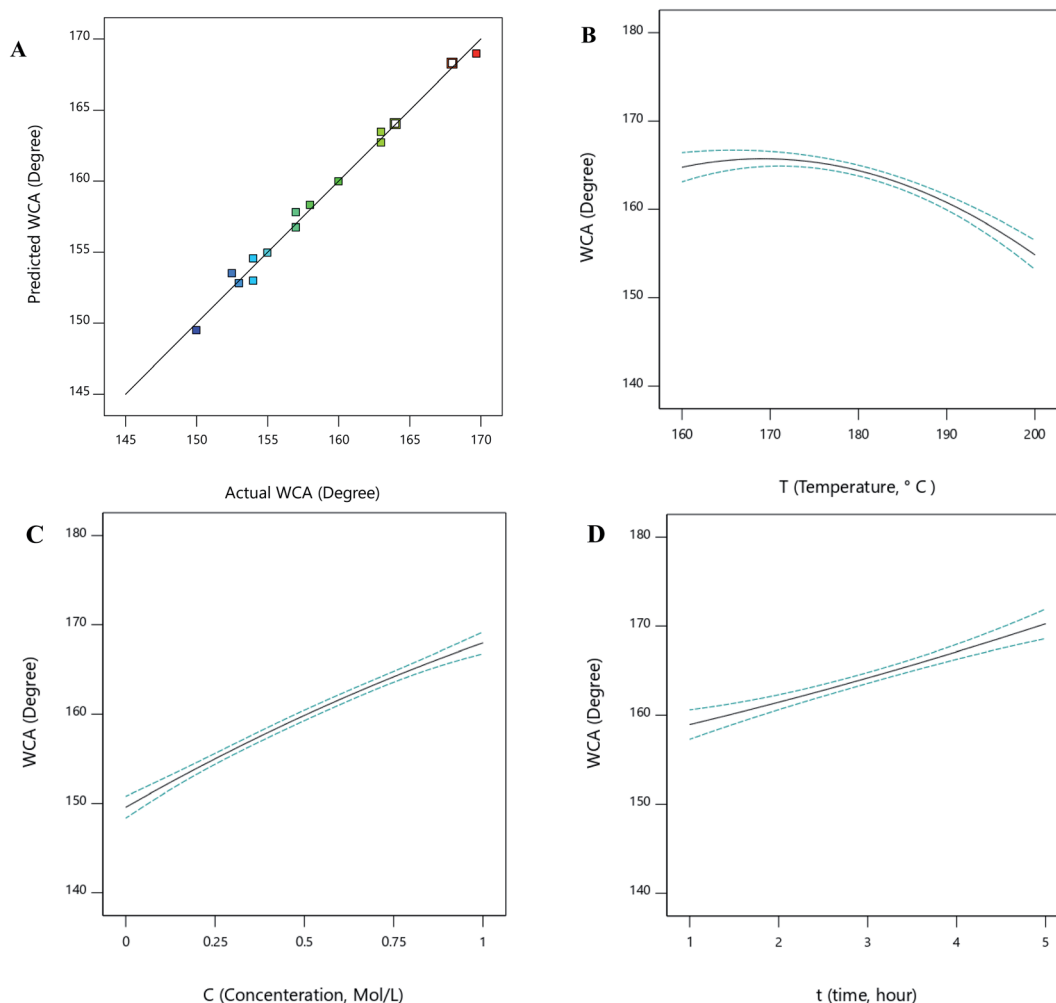 A
Predicted WCA (Degree)
170
165
160
155
150
145
145 150 155 160 165 170
Actual WCA (Degree)
B
WCA (Degree)
180
170
160
150
140
160 170 180 190 200
T (Temperature, ° C )
C
WCA (Degree)
180
170
160
150
140
0 0.25 0.5 0.75 1
C (Concenteration, Mol/L)
D
WCA (Degree)
180
170
160
150
140
1 2 3 4 5
t (time, hour)